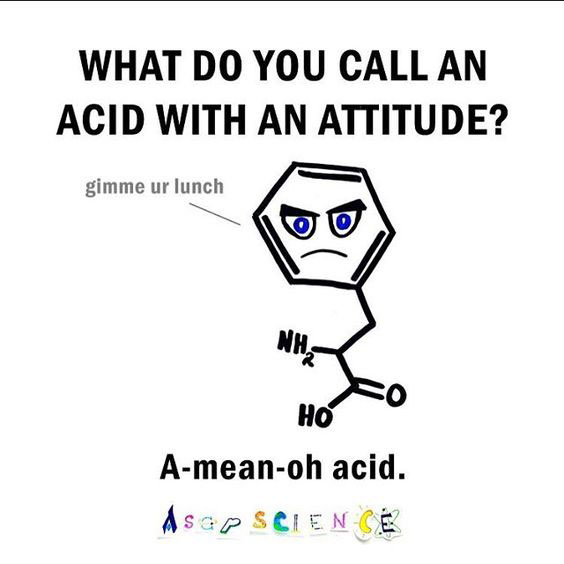 WHAT DO YOU CALL AN
ACID WITH AN ATTITUDE?
gimme ur lunch
NH2
O
HO
A-mean-oh acid.
ASAP SCIENCE